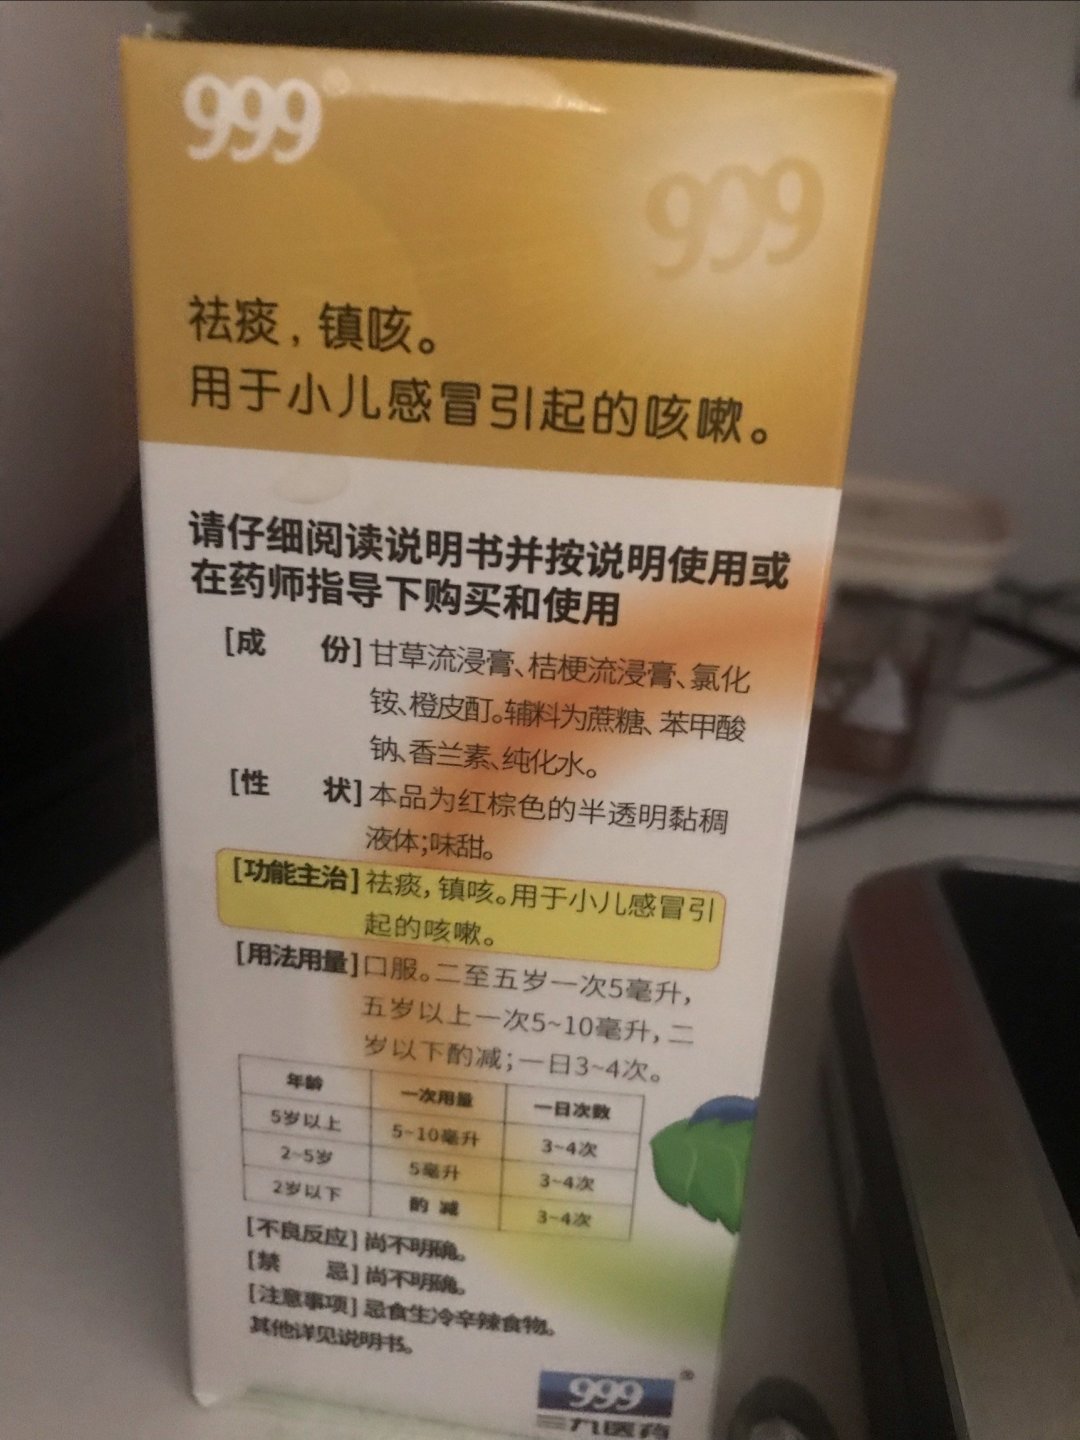 999
999
祛痰，镇咳。
用于小儿感冒引起的咳嗽。
请仔细阅读说明书并按说明使用或
在药师指导下购买和使用
[成 份]甘草流浸膏、桔梗流浸膏、氯化
铵、橙皮酊。辅料为蔗糖、苯甲酸
钠、香兰素、纯化水。
[性 状]本品为红棕色的半透明黏稠
液体；味甜。
[功能主治]祛痰，镇咳。用于小儿感冒引
起的咳嗽。
[用法用量]口服。二至五岁一次5毫升，
五岁以上一次5~10毫升，二
岁以下酌减；一日3~4次。
年龄 一次用量 一日次数
5岁以上 5~10毫升 3~4次
2~5岁 5毫升 3~4次
2岁以下 酌 减 3~4次
[不良反应]尚不明确。
[禁 忌]尚不明确。
[注意事项]忌食生冷辛辣食物。
其他详见说明书。
999®
三九医药